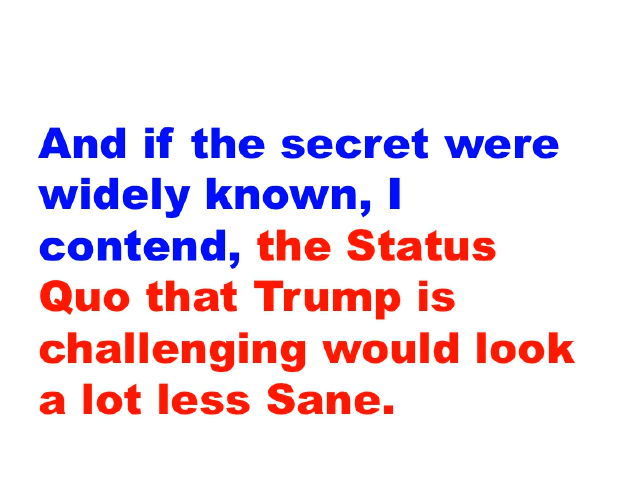 And if the secret were
widely known, I
contend, the Status
Quo that Trump is
challenging would look
a lot less Sane.